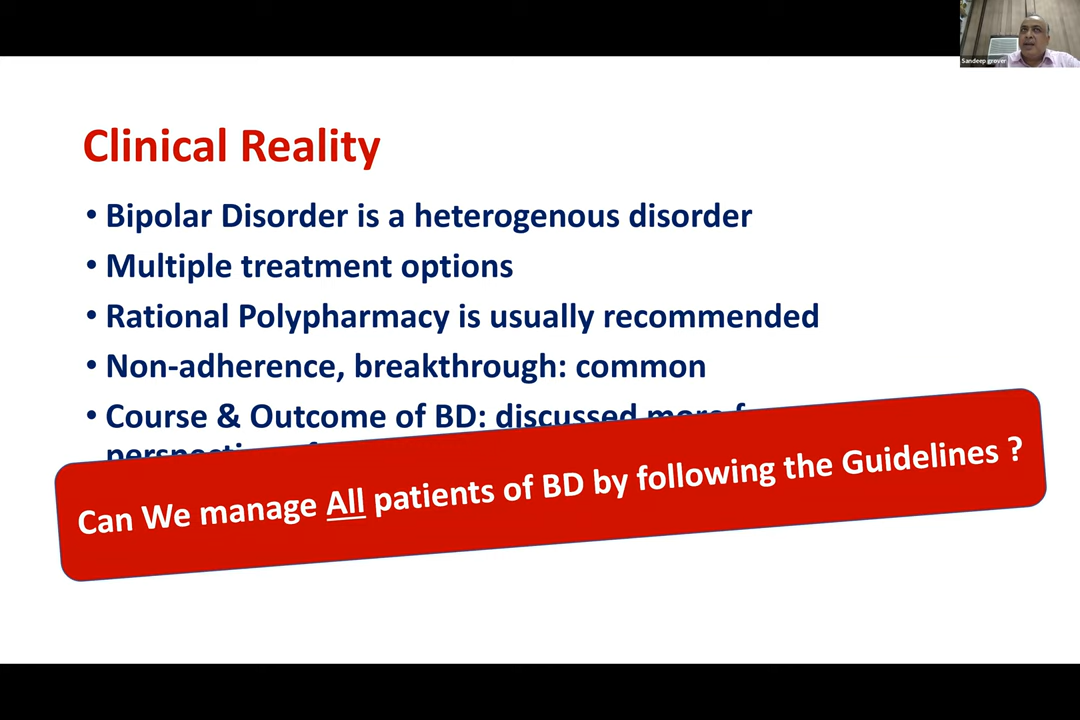 Sandeep grover
Clinical Reality
• Bipolar Disorder is a heterogenous disorder
• Multiple treatment options
• Rational Polypharmacy is usually recommended
• Non-adherence, breakthrough: common
• Course & Outcome of BD: discussed more
Can We manage All patients of BD by following the Guidelines ?